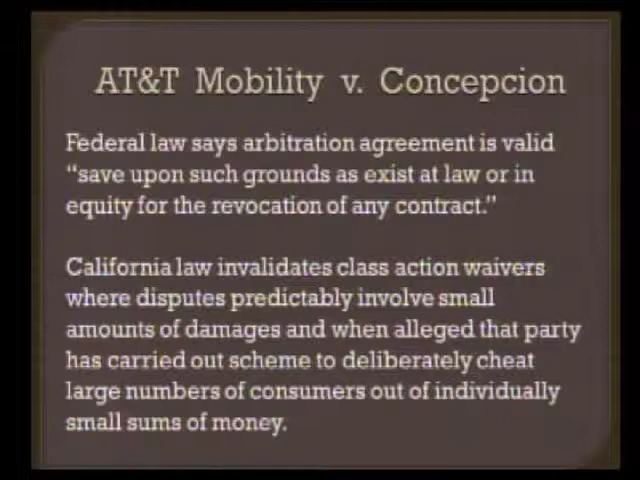 AT&T Mobility v. Concepcion
Federal law says arbitration agreement is valid
“save upon such grounds as exist at law or in
equity for the revocation of any contract.”
California law invalidates class action waivers
where disputes predictably involve small
amounts of damages and when alleged that party
has carried out scheme to deliberately cheat
large numbers of consumers out of individually
small sums of money.